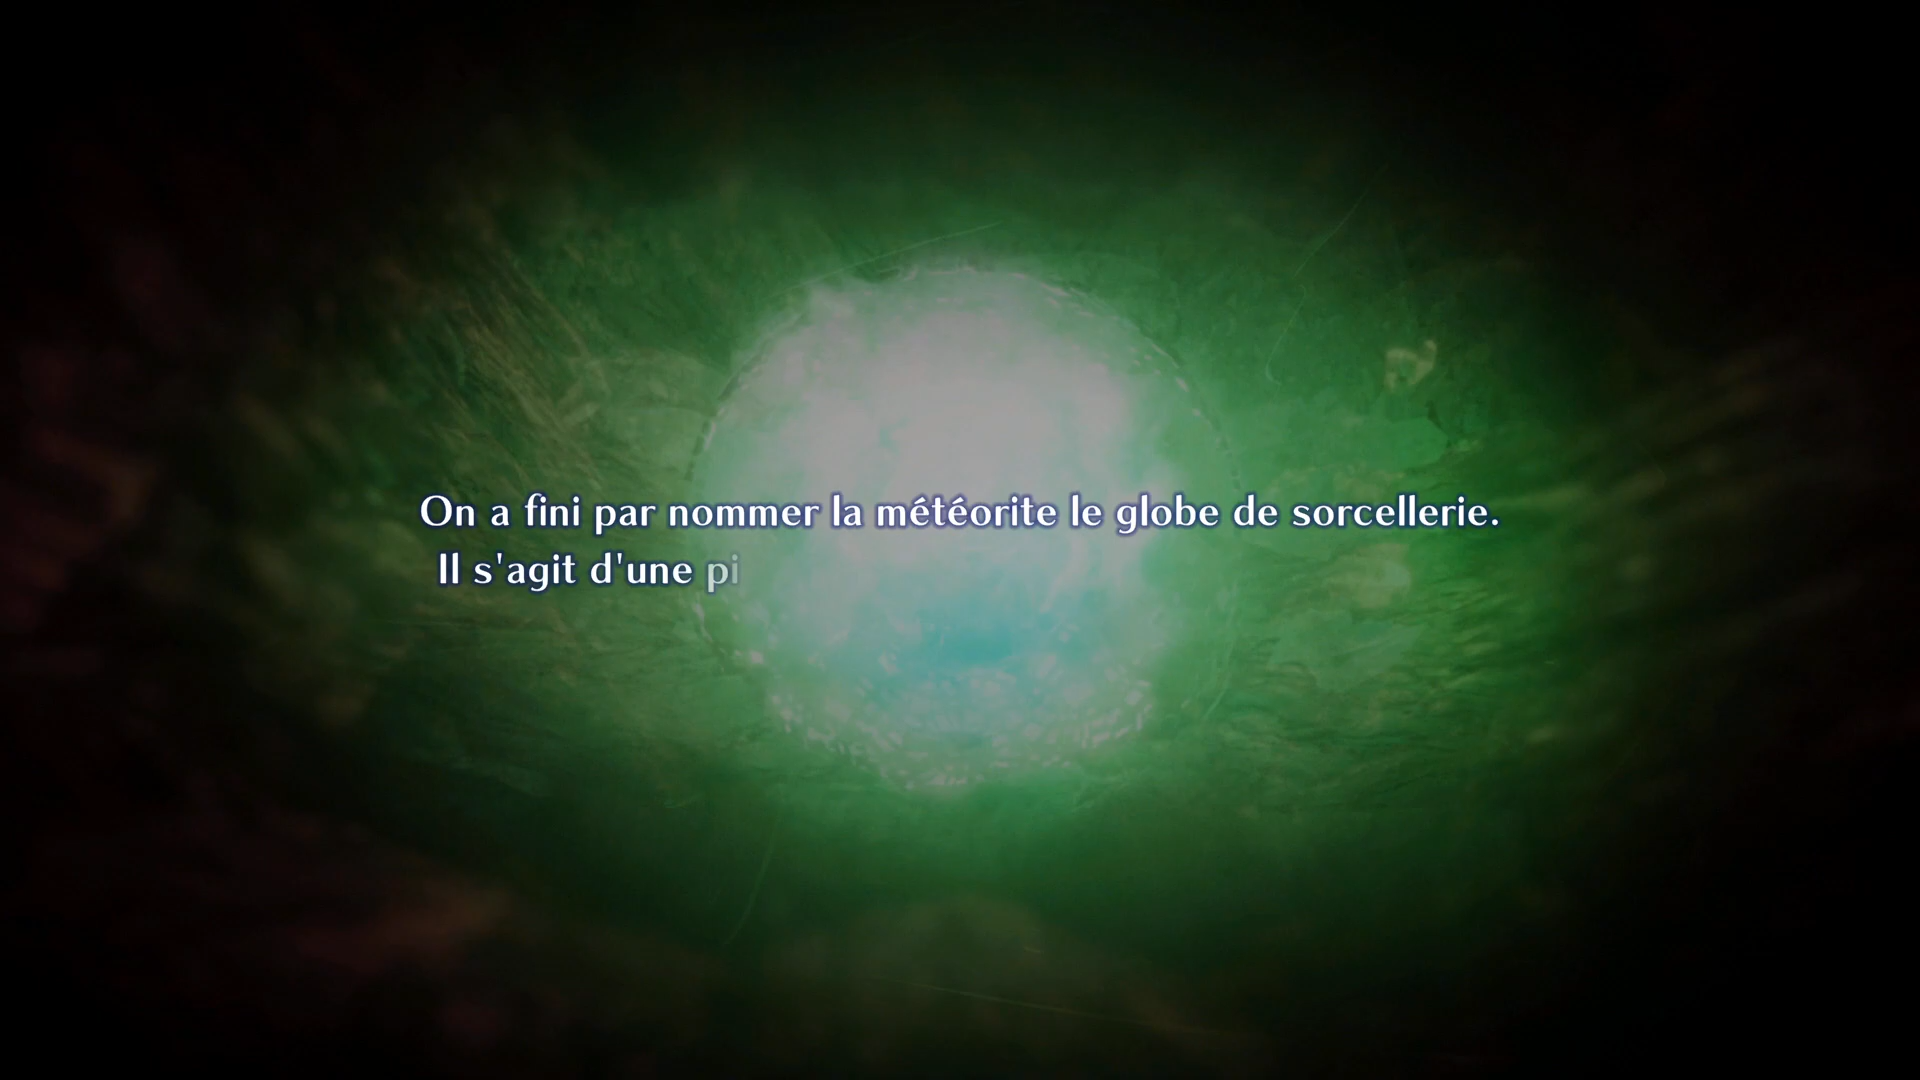 On a fini par nommer la météorite le globe de sorcellerie.
Il s'agit d'une pi